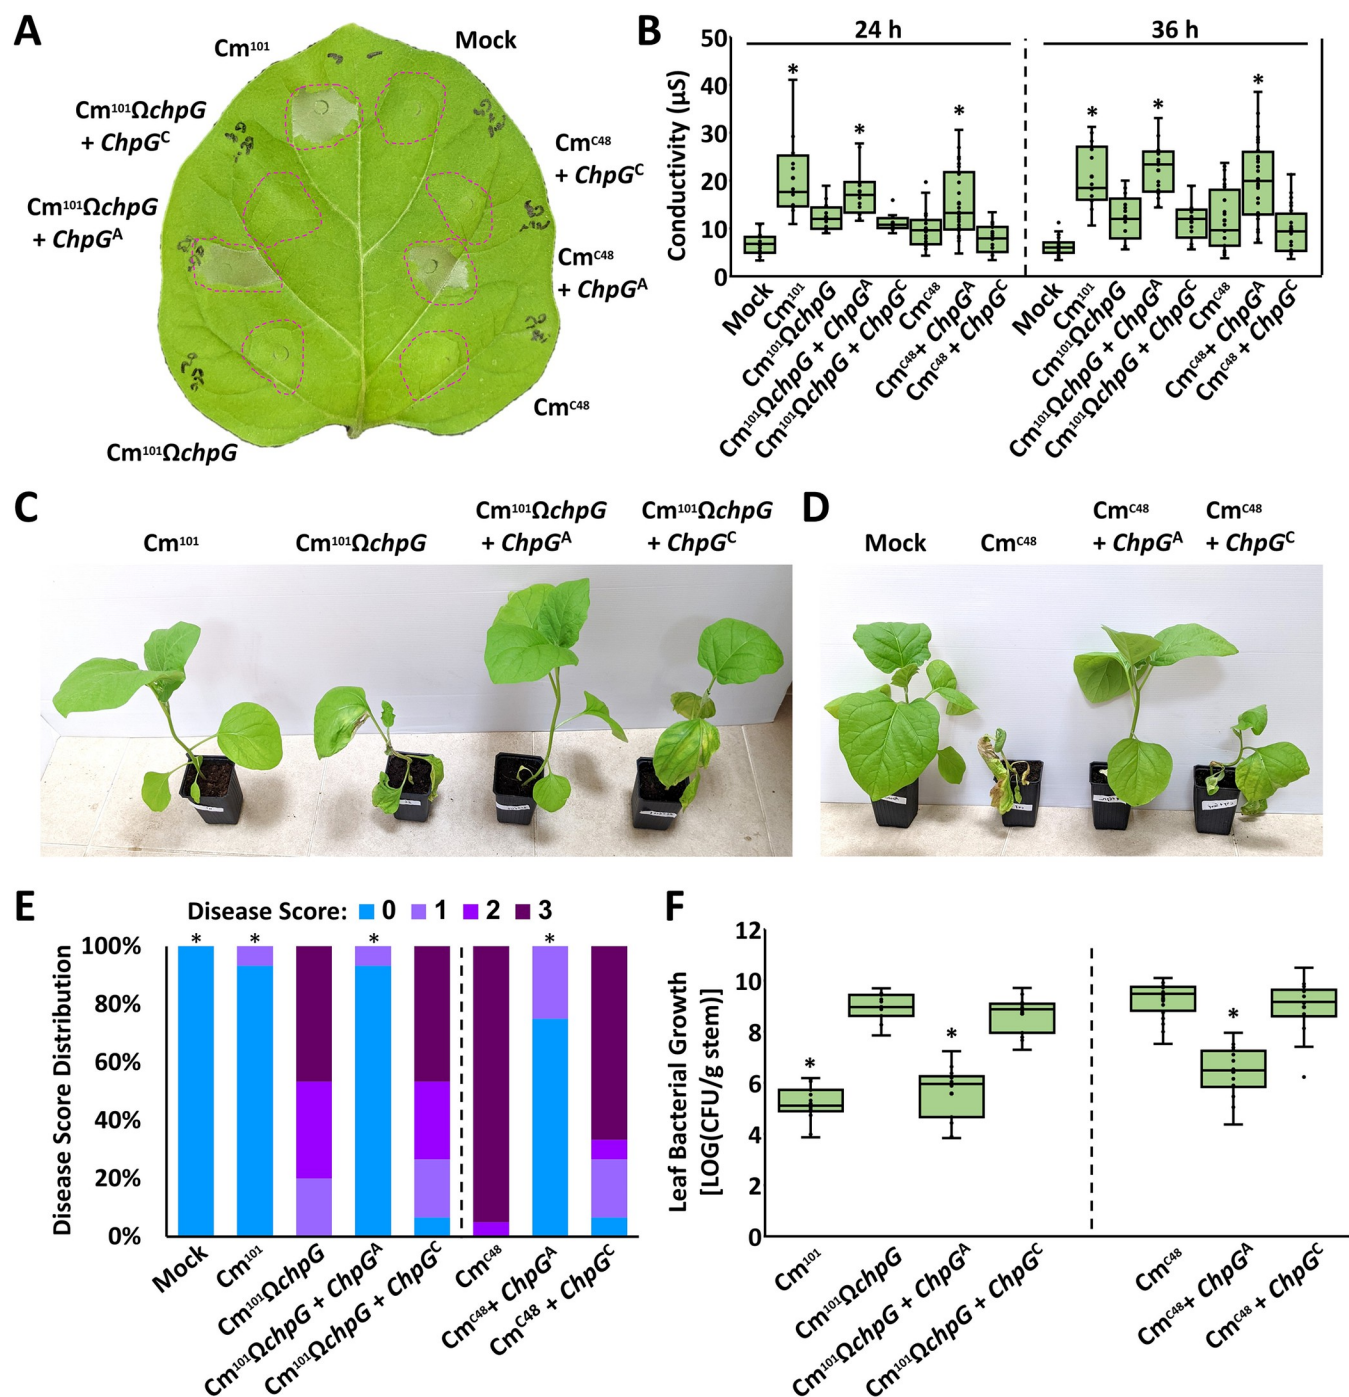 A
Cm¹⁰¹
Mock
Cm¹⁰¹ΩchpG
+ ChpGᶜ
Cmᶜ⁴⁸
+ ChpGᶜ
Cm¹⁰¹ΩchpG
+ ChpGᴬ
Cmᶜ⁴⁸
+ ChpGᴬ
Cmᶜ⁴⁸
Cm¹⁰¹ΩchpG
B
24 h
36 h
Conductivity (µS)
50
40
30
20
10
0
* * * * * *
Mock
Cm¹⁰¹
Cm¹⁰¹ΩchpG
Cm¹⁰¹ΩchpG + ChpGᴬ
Cm¹⁰¹ΩchpG + ChpGᶜ
Cmᶜ⁴⁸
Cmᶜ⁴⁸+ ChpGᴬ
Cmᶜ⁴⁸ + ChpGᶜ
Mock
Cm¹⁰¹
Cm¹⁰¹ΩchpG
Cm¹⁰¹ΩchpG + ChpGᴬ
Cm¹⁰¹ΩchpG + ChpGᶜ
Cmᶜ⁴⁸
Cmᶜ⁴⁸+ ChpGᴬ
Cmᶜ⁴⁸ + ChpGᶜ
C
Cm¹⁰¹
Cm¹⁰¹ΩchpG
Cm¹⁰¹ΩchpG
+ ChpGᴬ
Cm¹⁰¹ΩchpG
+ ChpGᶜ
D
Mock
Cmᶜ⁴⁸
Cmᶜ⁴⁸
+ ChpGᴬ
Cmᶜ⁴⁸
+ ChpGᶜ
E
Disease Score: 0 1 2 3
Disease Score Distribution
100%
80%
60%
40%
20%
0%
* * * *
Mock
Cm¹⁰¹
Cm¹⁰¹ΩchpG
Cm¹⁰¹ΩchpG + ChpGᴬ
Cm¹⁰¹ΩchpG + ChpGᶜ
Cmᶜ⁴⁸
Cmᶜ⁴⁸+ ChpGᴬ
Cmᶜ⁴⁸ + ChpGᶜ
F
Leaf Bacterial Growth
[LOG(CFU/g stem)]
12
10
8
6
4
2
0
* * *
Cm¹⁰¹
Cm¹⁰¹ΩchpG
Cm¹⁰¹ΩchpG + ChpGᴬ
Cm¹⁰¹ΩchpG + ChpGᶜ
Cmᶜ⁴⁸
Cmᶜ⁴⁸+ ChpGᴬ
Cmᶜ⁴⁸ + ChpGᶜ